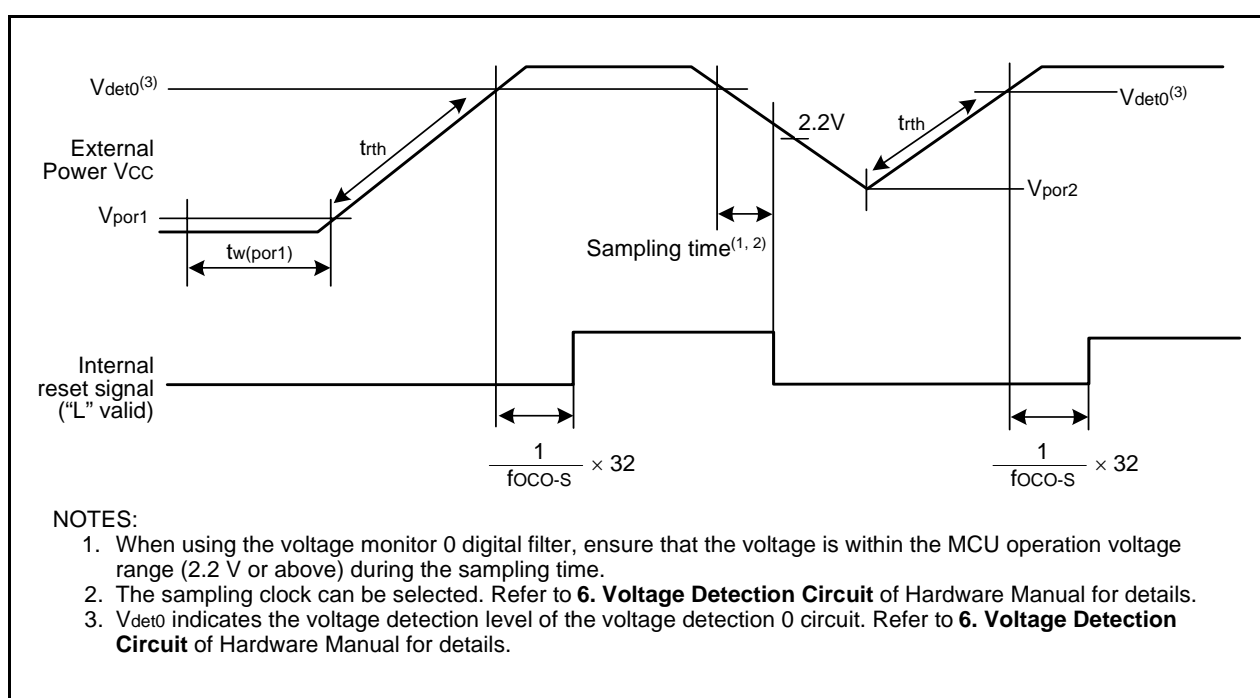 Vdet0(3)
2.2V
Vdet0(3)
trth
trth
External
Power VCC
Vpor1
Vpor2
tw(por1)
Sampling time(1, 2)
Internal
reset signal
(“L” valid)
1
fOCO-S
× 32
1
fOCO-S
× 32
NOTES:
1. When using the voltage monitor 0 digital filter, ensure that the voltage is within the MCU operation voltage
range (2.2 V or above) during the sampling time.
2. The sampling clock can be selected. Refer to 6. Voltage Detection Circuit of Hardware Manual for details.
3. Vdet0 indicates the voltage detection level of the voltage detection 0 circuit. Refer to 6. Voltage Detection
Circuit of Hardware Manual for details.